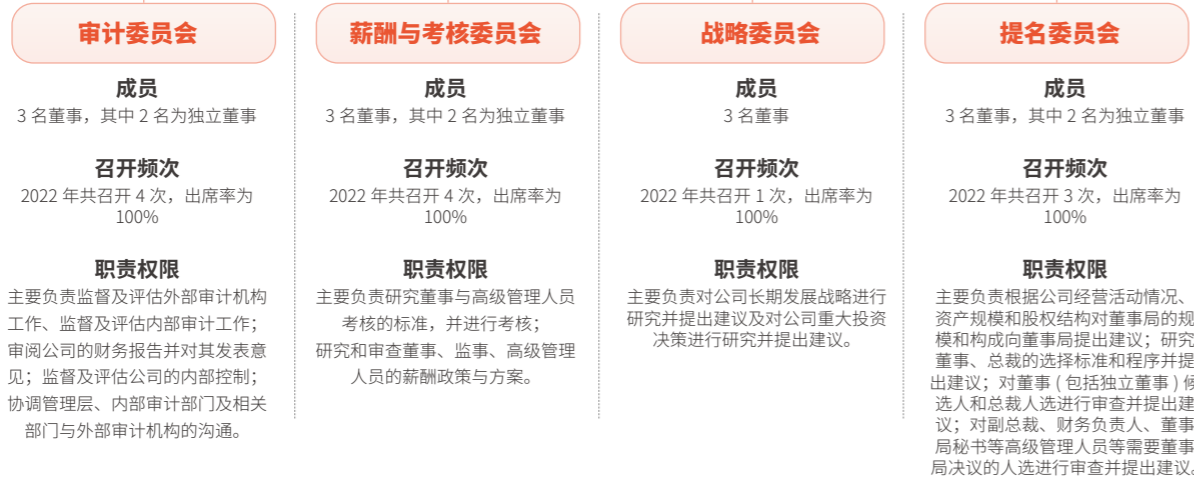 审计委员会
成员
3 名董事，其中 2 名为独立董事
召开频次
2022 年共召开 4 次，出席率为
100%
职责权限
主要负责监督及评估外部审计机构
工作、监督及评估内部审计工作；
审阅公司的财务报告并对其发表意
见；监督及评估公司的内部控制；
协调管理层、内部审计部门及相关
部门与外部审计机构的沟通。
薪酬与考核委员会
成员
3 名董事，其中 2 名为独立董事
召开频次
2022 年共召开 4 次，出席率为
100%
职责权限
主要负责研究董事与高级管理人员
考核的标准，并进行考核；
研究和审查董事、监事、高级管理
人员的薪酬政策与方案。
战略委员会
成员
3 名董事
召开频次
2022 年共召开 1 次，出席率为
100%
职责权限
主要负责对公司长期发展战略进行
研究并提出建议及对公司重大投资
决策进行研究并提出建议。
提名委员会
成员
3 名董事，其中 2 名为独立董事
召开频次
2022 年共召开 3 次，出席率为
100%
职责权限
主要负责根据公司经营活动情况、
资产规模和股权结构对董事局的规
模和构成向董事局提出建议；研究
董事、总裁的选择标准和程序并提
出建议；对董事 ( 包括独立董事 ) 候
选人和总裁人选进行审查并提出建
议；对副总裁、财务负责人、董事
局秘书等高级管理人员等需要董事
局决议的人选进行审查并提出建议。